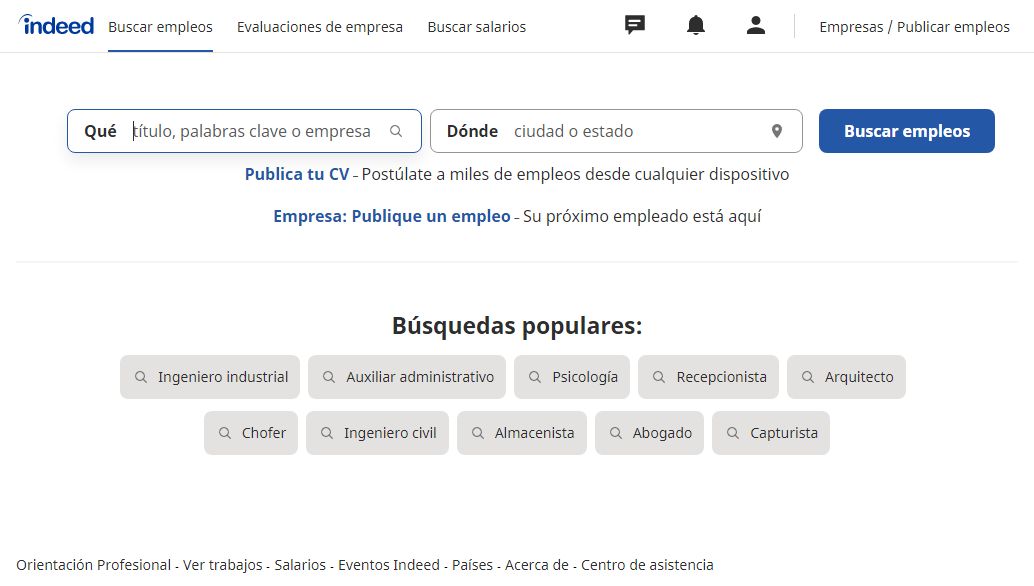 indeed Buscar empleos Evaluaciones de empresa Buscar salarios Empresas / Publicar empleos
Qué título, palabras clave o empresa Dónde ciudad o estado Buscar empleos
Publica tu CV - Postúlate a miles de empleos desde cualquier dispositivo
Empresa: Publique un empleo - Su próximo empleado está aquí
Búsquedas populares:
Ingeniero industrial Auxiliar administrativo Psicología Recepcionista Arquitecto
Chofer Ingeniero civil Almacenista Abogado Capturista
Orientación Profesional - Ver trabajos - Salarios - Eventos Indeed - Países - Acerca de - Centro de asistencia